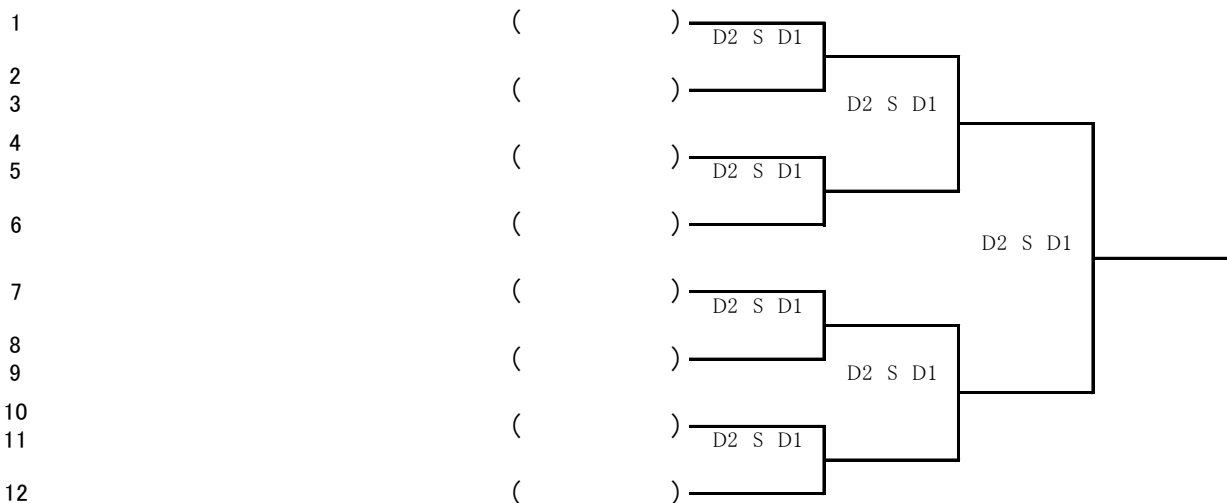 1 ( ) D2 S D1
2
( ) D2 S D1
3
4
( ) D2 S D1
5
6 ( )
D2 S D1
7 ( ) D2 S D1
8
( ) D2 S D1
9
10
( ) D2 S D1
11
12 ( )